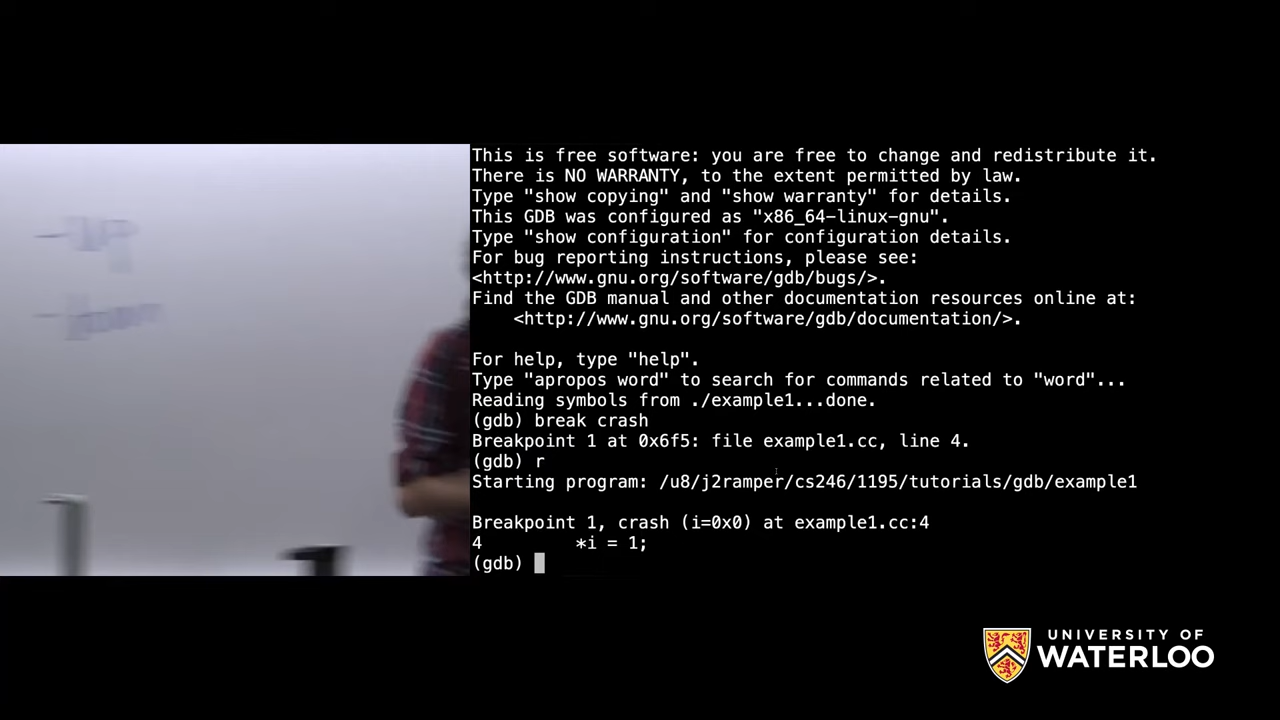 This is free software: you are free to change and redistribute it.
There is NO WARRANTY, to the extent permitted by law.
Type "show copying" and "show warranty" for details.
This GDB was configured as "x86_64-linux-gnu".
Type "show configuration" for configuration details.
For bug reporting instructions, please see:
<http://www.gnu.org/software/gdb/bugs/>.
Find the GDB manual and other documentation resources online at:
<http://www.gnu.org/software/gdb/documentation/>.
For help, type "help".
Type "apropos word" to search for commands related to "word"...
Reading symbols from ./example1...done.
(gdb) break crash
Breakpoint 1 at 0x6f5: file example1.cc, line 4.
(gdb) r
Starting program: /u8/j2ramper/cs246/1195/tutorials/gdb/example1
Breakpoint 1, crash (i=0x0) at example1.cc:4
4 *i = 1;
(gdb)
UNIVERSITY OF
WATERLOO